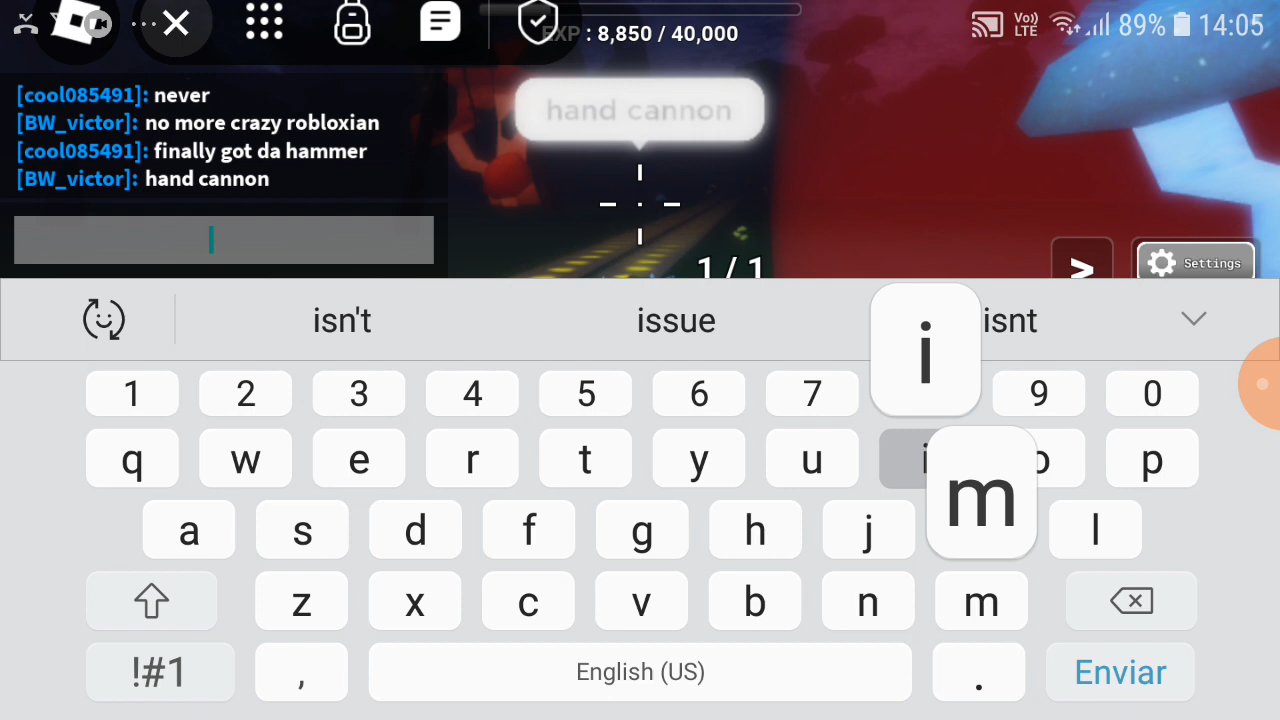 EXP : 8,850 / 40,000
Vo)) LTE 89% 14:05
[cool085491]: never
[BW_victor]: no more crazy robloxian
[cool085491]: finally got da hammer
[BW_victor]: hand cannon
hand cannon
1 / 1
>
Settings
isn't issue isnt
i
1 2 3 4 5 6 7 9 0
q w e r t y u i o p
m
a s d f g h j l
z x c v b n m
!#1 , English (US) . Enviar